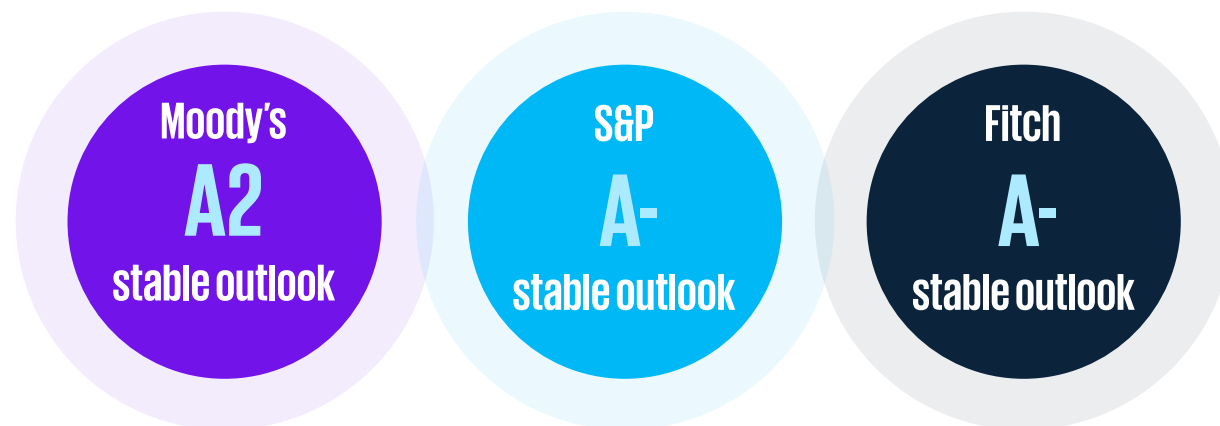 Moody's
A2
stable outlook
S&P
A-
stable outlook
Fitch
A-
stable outlook